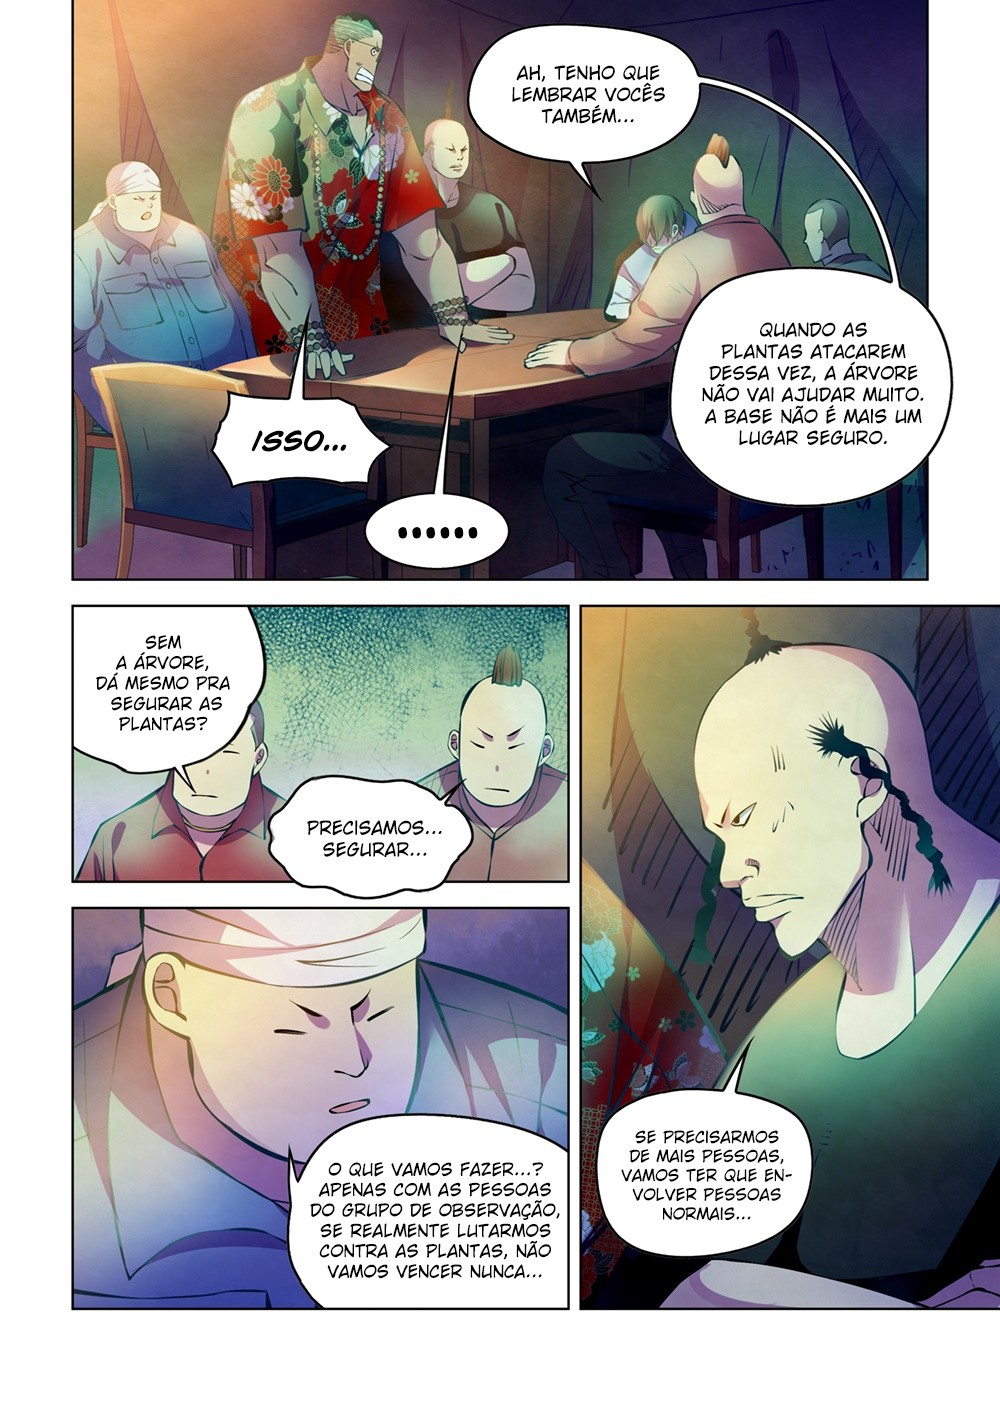 AH, TENHO QUE
LEMBRAR VOCÊS
TAMBÉM...
QUANDO AS
PLANTAS ATACAREM
DESSA VEZ, A ÁRVORE
NÃO VAI AJUDAR MUITO.
A BASE NÃO É MAIS UM
LUGAR SEGURO.
ISSO...
......
SEM
A ÁRVORE,
DÁ MESMO PRA
SEGURAR AS
PLANTAS?
PRECISAMOS...
SEGURAR...
SE PRECISARMOS
DE MAIS PESSOAS,
VAMOS TER QUE EN-
VOLVER PESSOAS
NORMAIS...
O QUE VAMOS FAZER...?
APENAS COM AS PESSOAS
DO GRUPO DE OBSERVAÇÃO,
SE REALMENTE LUTARMOS
CONTRA AS PLANTAS, NÃO
VAMOS VENCER NUNCA...